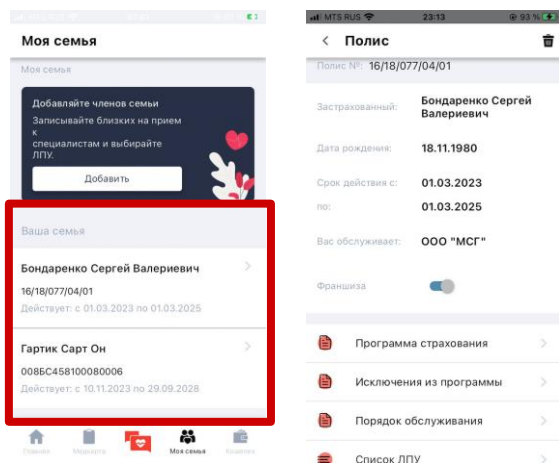 Моя семья
Моя семья
Добавляйте членов семьи
Записывайте близких на прием
к
специалистам и выбирайте
ЛПУ.
Добавить
Ваша семья
Бондаренко Сергей Валериевич
16/18/077/04/01
Действует: с 01.03.2023 по 01.03.2025
Гартик Сарт Он
008БС458100080006
Действует: с 10.11.2023 по 29.09.2028
Главная
Медкарта
Моя семья
Кошелек
MTS RUS
23:13
93 %
Полис
Полис №: 16/18/077/04/01
Застрахованный: Бондаренко Сергей
Валериевич
Дата рождения: 18.11.1980
Срок действия с: 01.03.2023
по: 01.03.2025
Вас обслуживает: ООО "МСГ"
Франшиза
Программа страхования
Исключения из программы
Порядок обслуживания
Список ЛПУ